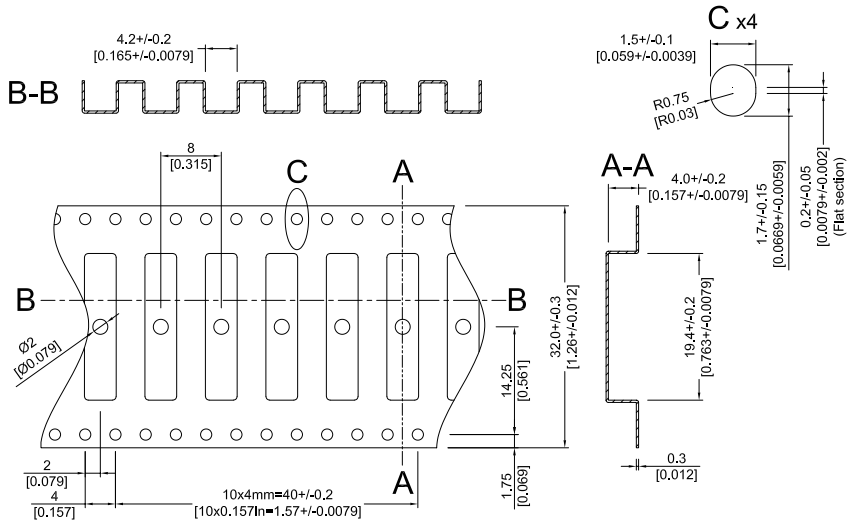 4.2+/-0.2
[0.165+/-0.0079]
B-B
C x4
1.5+/-0.1
[0.059+/-0.0039]
R0.75
[R0.03]
1.7+/-0.15
[0.0669+/-0.0059]
0.2+/-0.05
[0.0079+/-0.002]
(Flat section)
8
[0.315]
C
A
A-A
4.0+/-0.2
[0.157+/-0.0079]
B
B
Ø2
[Ø0.079]
32.0+/-0.3
[1.26+/-0.012]
19.4+/-0.2
[0.763+/-0.0079]
14.25
[0.561]
2
[0.079]
4
[0.157]
10x4mm=40+/-0.2
[10x0.157In=1.57+/-0.0079]
A
1.75
[0.069]
0.3
[0.012]